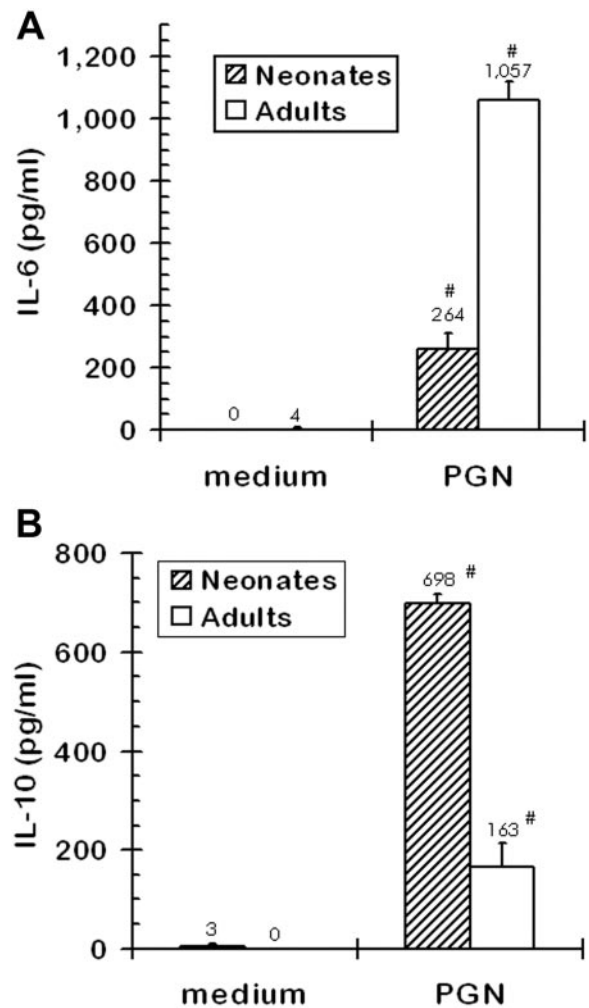 A
IL-6 (pg/ml)
1,200
1,000
800
600
400
200
0
Neonates
Adults
0
4
#
264
#
1,057
medium PGN
B
IL-10 (pg/ml)
800
600
400
200
0
Neonates
Adults
3
0
698 #
163 #
medium PGN